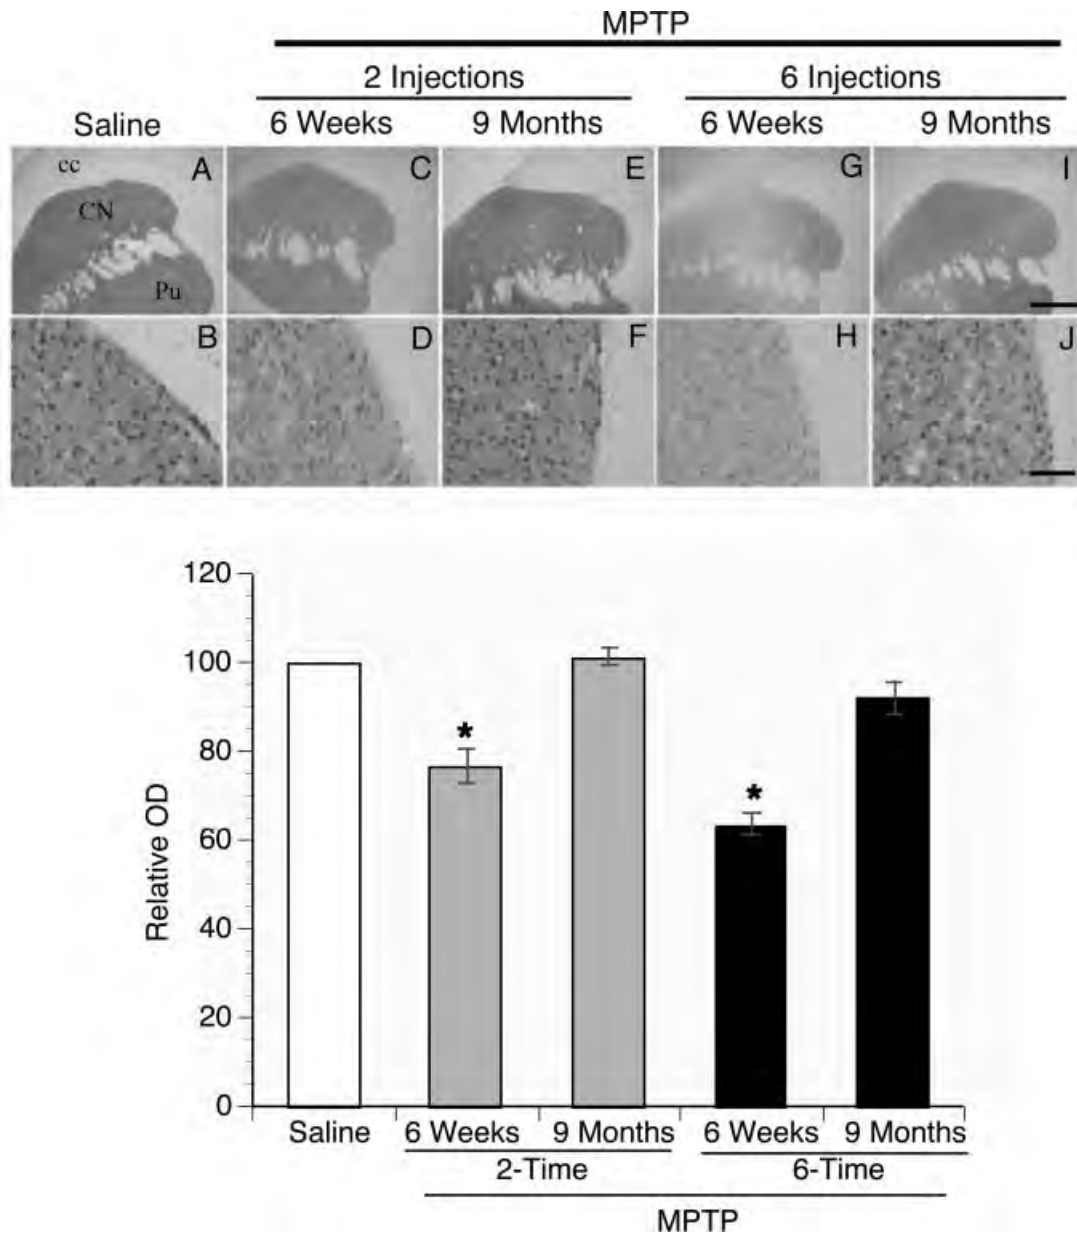 MPTP
2 Injections 6 Injections
Saline 6 Weeks 9 Months 6 Weeks 9 Months
cc A C E G I
CN
Pu
B D F H J
120
100
80
60
40
20
0
Relative OD
* *
Saline 6 Weeks 9 Months 6 Weeks 9 Months
2-Time 6-Time
MPTP